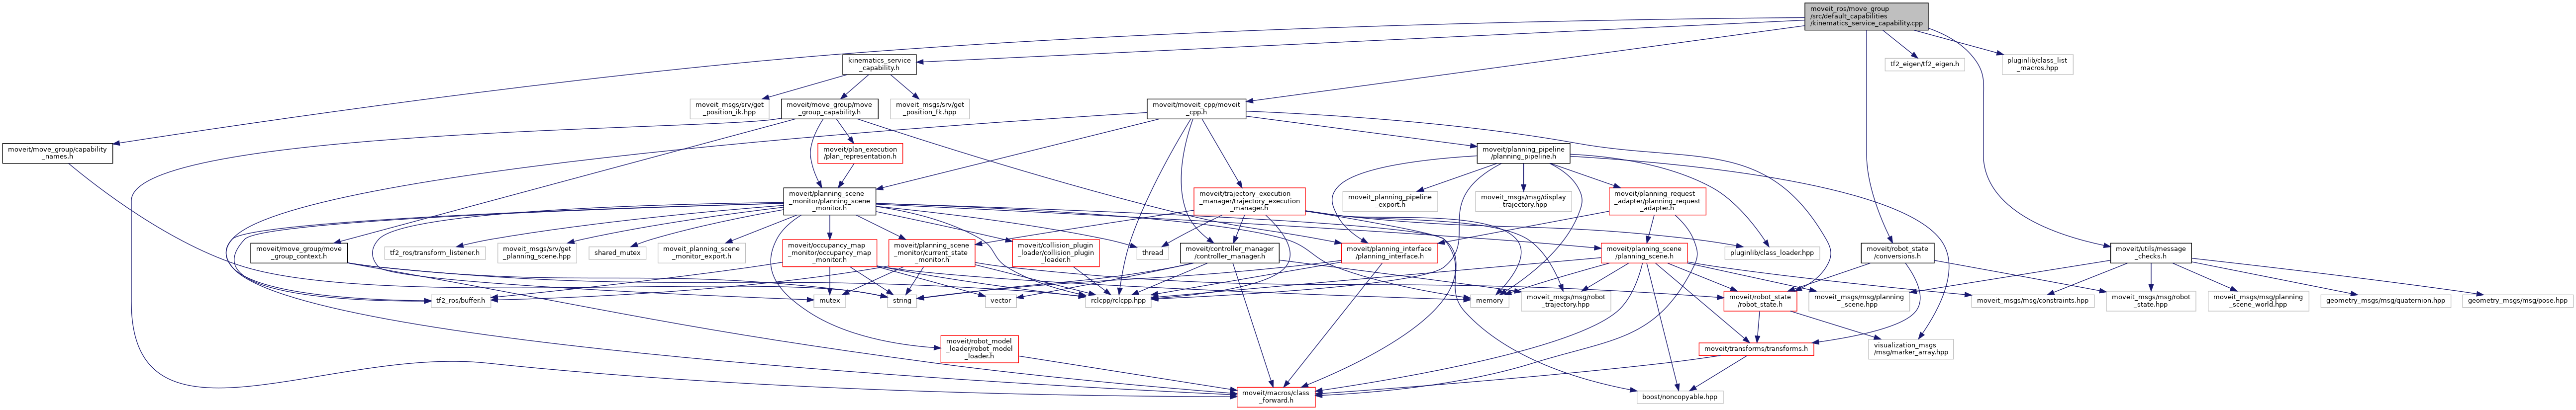 moveit_ros/move_group
/src/default_capabilities
/kinematics_service_capability.cpp
kinematics_service
_capability.h
tf2_eigen/tf2_eigen.h
pluginlib/class_list
_macros.hpp
moveit_msgs/srv/get
_position_ik.hpp
moveit/move_group/move
_group_capability.h
moveit_msgs/srv/get
_position_fk.hpp
moveit/moveit_cpp/moveit
_cpp.h
moveit/move_group/capability
_names.h
moveit/plan_execution
/plan_representation.h
moveit/planning_pipeline
/planning_pipeline.h
moveit/planning_scene
_monitor/planning_scene
_monitor.h
moveit/trajectory_execution
_manager/trajectory_execution
_manager.h
moveit_planning_pipeline
_export.h
moveit_msgs/msg/display
_trajectory.hpp
moveit/planning_request
_adapter/planning_request
_adapter.h
moveit/move_group/move
_group_context.h
tf2_ros/transform_listener.h
moveit_msgs/srv/get
_planning_scene.hpp
shared_mutex
moveit_planning_scene
_monitor_export.h
moveit/occupancy_map
_monitor/occupancy_map
_monitor.h
moveit/planning_scene
_monitor/current_state
_monitor.h
moveit/collision_plugin
_loader/collision_plugin
_loader.h
thread
moveit/controller_manager
/controller_manager.h
moveit/planning_interface
/planning_interface.h
moveit/planning_scene
/planning_scene.h
pluginlib/class_loader.hpp
moveit/robot_state
/conversions.h
moveit/utils/message
_checks.h
tf2_ros/buffer.h
mutex
string
vector
rclcpp/rclcpp.hpp
memory
moveit_msgs/msg/robot
_trajectory.hpp
moveit/robot_state
/robot_state.h
moveit_msgs/msg/planning
_scene.hpp
moveit_msgs/msg/constraints.hpp
moveit_msgs/msg/robot
_state.hpp
moveit_msgs/msg/planning
_scene_world.hpp
geometry_msgs/msg/quaternion.hpp
geometry_msgs/msg/pose.hpp
moveit/robot_model
_loader/robot_model
_loader.h
moveit/transforms/transforms.h
visualization_msgs
/msg/marker_array.hpp
moveit/macros/class
_forward.h
boost/noncopyable.hpp